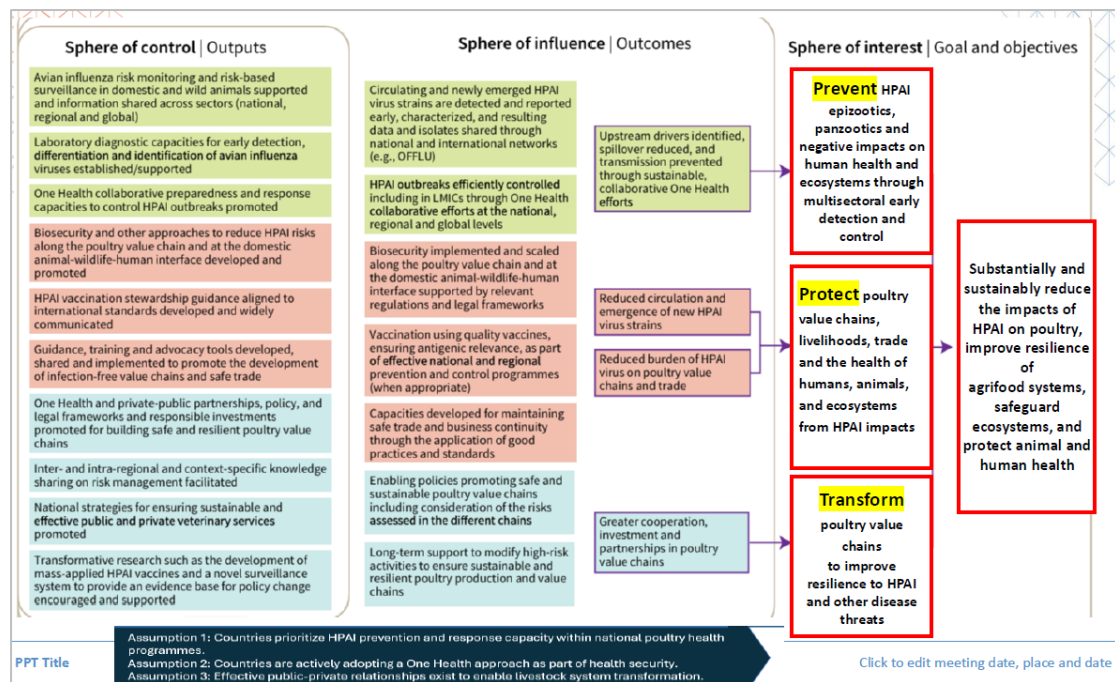 Sphere of control | Outputs
Avian influenza risk monitoring and risk-based
surveillance in domestic and wild animals supported
and information shared across sectors (national,
regional and global)
Laboratory diagnostic capacities for early detection,
differentiation and identification of avian influenza
viruses established/supported
One Health collaborative preparedness and response
capacities to control HPAI outbreaks promoted
Biosecurity and other approaches to reduce HPAI risks
along the poultry value chain and at the domestic
animal-wildlife-human interface developed and
promoted
HPAI vaccination stewardship guidance aligned to
international standards developed and widely
communicated
Guidance, training and advocacy tools developed,
shared and implemented to promote the development
of infection-free value chains and safe trade
One Health and private-public partnerships, policy, and
legal frameworks and responsible investments
promoted for building safe and resilient poultry value
chains
Inter- and intra-regional and context-specific knowledge
sharing on risk management facilitated
National strategies for ensuring sustainable and
effective public and private veterinary services
promoted
Transformative research such as the development of
mass-applied HPAI vaccines and a novel surveillance
system to provide an evidence base for policy change
encouraged and supported
Sphere of influence | Outcomes
Circulating and newly emerged HPAI
virus strains are detected and reported
early, characterized, and resulting
data and isolates shared through
national and international networks
(e.g., OFFLU)
HPAI outbreaks efficiently controlled
including in LMICs through One Health
collaborative efforts at the national,
regional and global levels
Biosecurity implemented and scaled
along the poultry value chain and at
the domestic animal-wildlife-human
interface supported by relevant
regulations and legal frameworks
Vaccination using quality vaccines,
ensuring antigenic relevance, as part
of effective national and regional
prevention and control programmes
(when appropriate)
Capacities developed for maintaining
safe trade and business continuity
through the application of good
practices and standards
Enabling policies promoting safe and
sustainable poultry value chains
including consideration of the risks
assessed in the different chains
Long-term support to modify high-risk
activities to ensure sustainable and
resilient poultry production and value
chains
Upstream drivers identified,
spillover reduced, and
transmission prevented
through sustainable,
collaborative One Health
efforts
Reduced circulation and
emergence of new HPAI
virus strains
Reduced burden of HPAI
virus on poultry value
chains and trade
Greater cooperation,
investment and
partnerships in poultry
value chains
Sphere of interest | Goal and objectives
Prevent HPAI
epizootics,
panzootics and
negative impacts on
human health and
ecosystems through
multisectoral early
detection and
control
Protect poultry
value chains,
livelihoods, trade
and the health of
humans, animals,
and ecosystems
from HPAI impacts
Transform
poultry value
chains
to improve
resilience to HPAI
and other disease
threats
Substantially and
sustainably reduce
the impacts of
HPAI on poultry,
improve resilience
of
agrifood systems,
safeguard
ecosystems, and
protect animal and
human health
Assumption 1: Countries prioritize HPAI prevention and response capacity within national poultry health
programmes.
Assumption 2: Countries are actively adopting a One Health approach as part of health security.
Assumption 3: Effective public-private relationships exist to enable livestock system transformation.
PPT Title
Click to edit meeting date, place and date